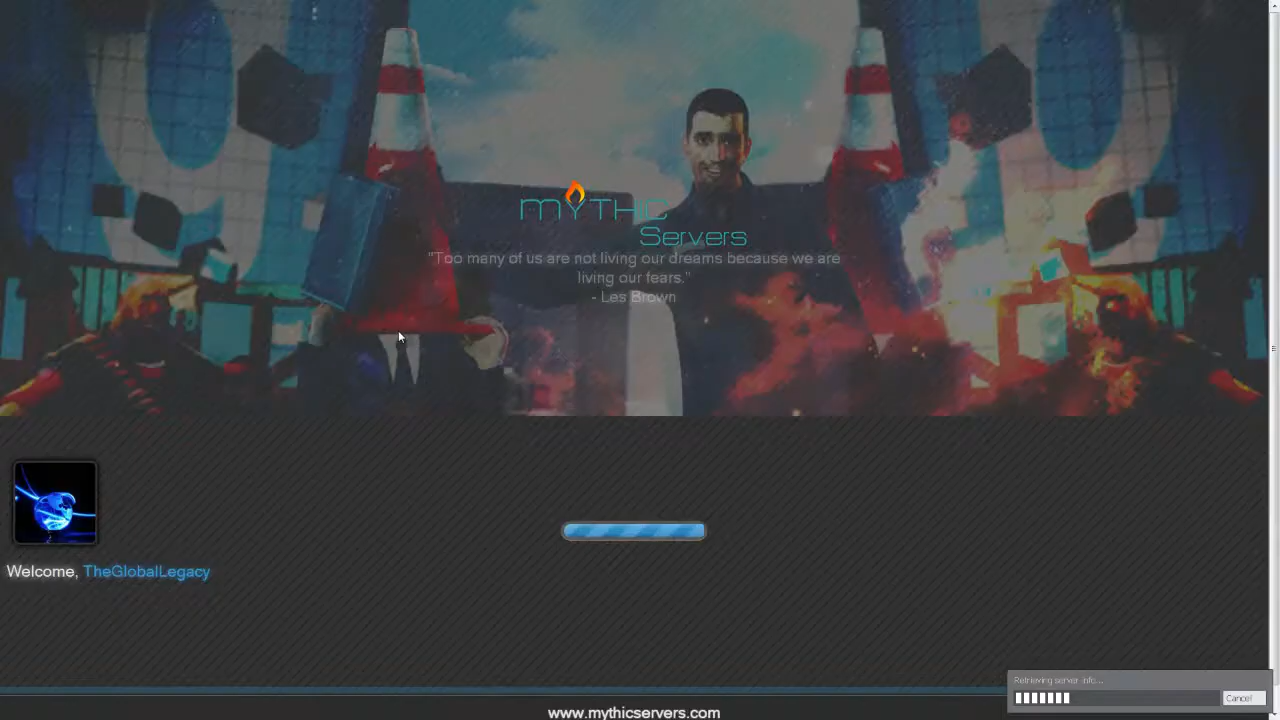 mYTHiC
Servers
"Too many of us are not living our dreams because we are
living our fears."
- Les Brown
Welcome, TheGlobalLegacy
Retrieving server info...
Cancel
www.mythicservers.com